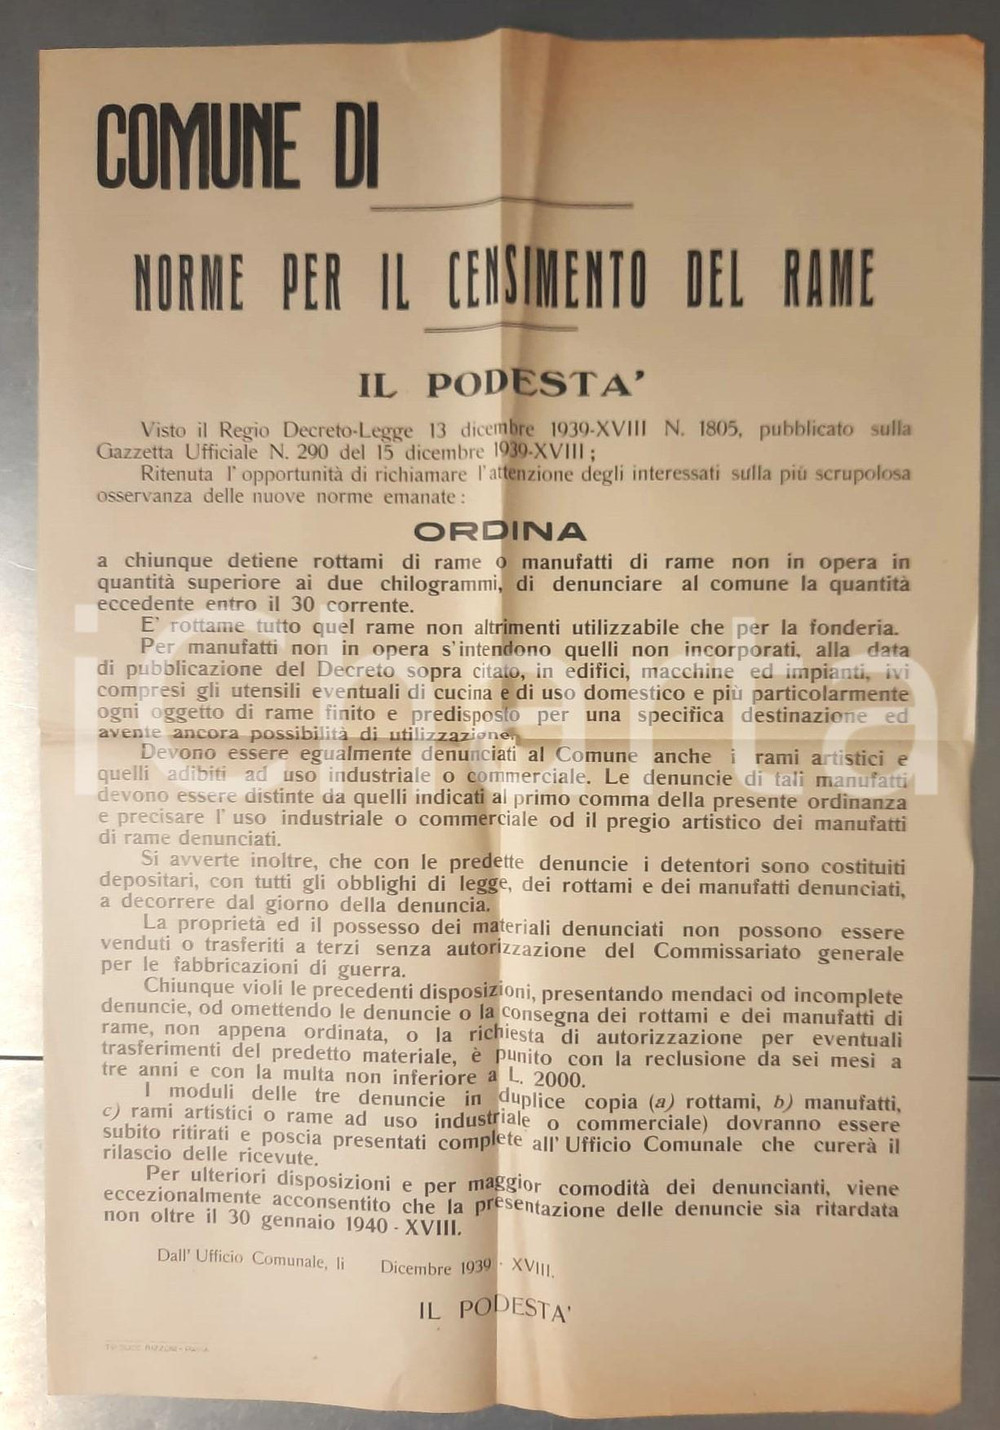 COMUNE DI
NORME PER IL CENSIMENTO DEL RAME
IL PODESTA'
Visto il Regio Decreto-Legge 13 dicembre 1939-XVIII N. 1805, pubblicato sulla
Gazzetta Ufficiale N. 290 del 15 dicembre 1939-XVIII;
Ritenuta l'opportunità di richiamare l'attenzione degli interessati sulla più scrupolosa
osservanza delle nuove norme emanate:
ORDINA
a chiunque detiene rottami di rame o manufatti di rame non in opera in
quantità superiore ai due chilogrammi, di denunciare al comune la quantità
eccedente entro il 30 corrente.
E' rottame tutto quel rame non altrimenti utilizzabile che per la fonderia.
Per manufatti non in opera s'intendono quelli non incorporati, alla data
di pubblicazione del Decreto sopra citato, in edifici, macchine ed impianti, ivi
compresi gli utensili eventuali di cucina e di uso domestico e più particolarmente
ogni oggetto di rame finito e predisposto per una specifica destinazione ed
avente ancora possibilità di utilizzazione.
Devono essere egualmente denunciati al Comune anche i rami artistici e
quelli adibiti ad uso industriale o commerciale. Le denuncie di tali manufatti
devono essere distinte da quelli indicati al primo comma della presente ordinanza
e precisare l'uso industriale o commerciale od il pregio artistico dei manufatti
di rame denunciati.
Si avverte inoltre, che con le predette denuncie i detentori sono costituiti
depositari, con tutti gli obblighi di legge, dei rottami e dei manufatti denunciati,
a decorrere dal giorno della denuncia.
La proprietà ed il possesso dei materiali denunciati non possono essere
venduti o trasferiti a terzi senza autorizzazione del Commissariato generale
per le fabbricazioni di guerra.
Chiunque violi le precedenti disposizioni, presentando mendaci od incomplete
denuncie, od omettendo le denuncie o la consegna dei rottami e dei manufatti di
rame, non appena ordinata, o la richiesta di autorizzazione per eventuali
trasferimenti del predetto materiale, è punito con la reclusione da sei mesi a
tre anni e con la multa non inferiore a L. 2000.
I moduli delle tre denuncie in duplice copia (a) rottami, b) manufatti,
c) rami artistici o rame ad uso industriale o commerciale) dovranno essere
subito ritirati e poscia presentati complete all'Ufficio Comunale che curerà il
rilascio delle ricevute.
Per ulteriori disposizioni e per maggior comodità dei denuncianti, viene
eccezionalmente acconsentito che la presentazione delle denuncie sia ritardata
non oltre il 30 gennaio 1940 - XVIII.
Dall'Ufficio Comunale, li Dicembre 1939 - XVIII.
IL PODESTA'